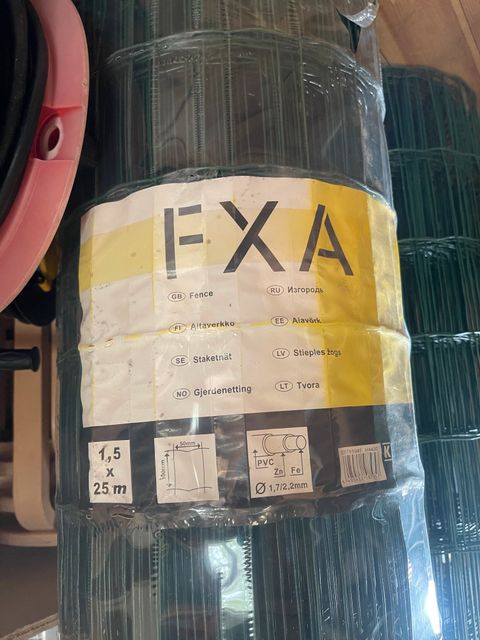 FXA
GB Fence
RU Изгородь
FI Aitaverkko
EE Aiavõrk
SE Staketnät
LV Stieples žogs
NO Gjerdenetting
LT Tvora
1,5
x
25 m
50mm
100mm
PVC
Zn
Fe
Ø 1,7/2,2mm
K